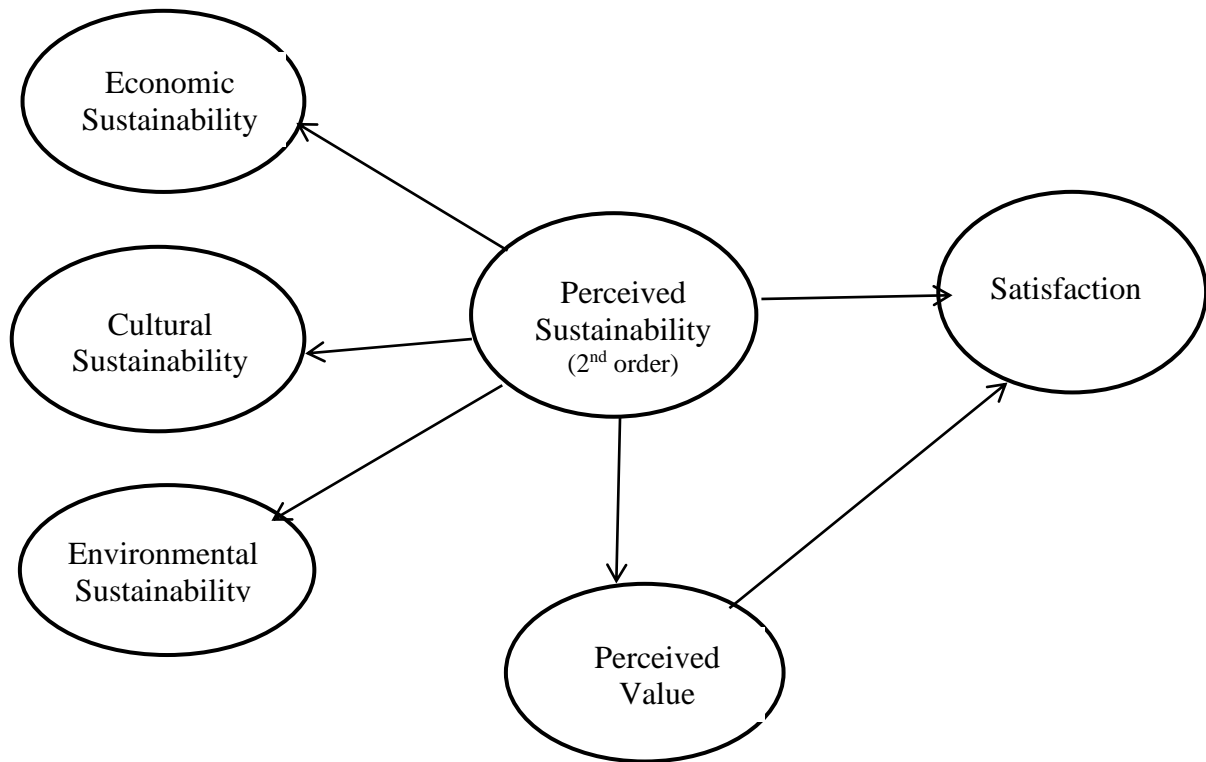 Economic
Sustainability
Cultural
Sustainability
Environmental
Sustainability
Perceived
Sustainability
(2nd order)
Satisfaction
Perceived
Value